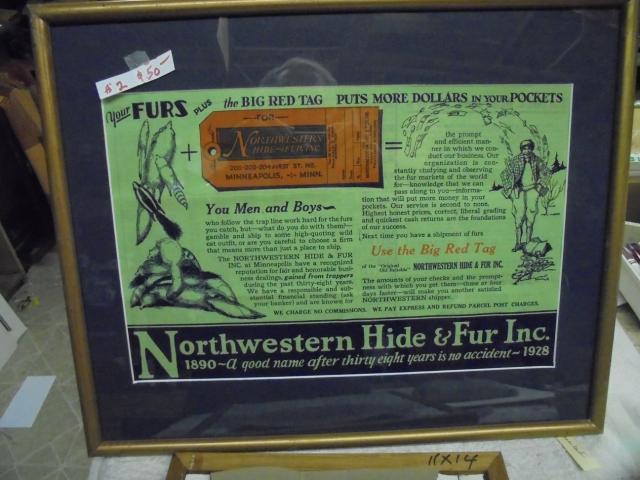 #2 $50-
Your FURS PLUS the BIG RED TAG PUTS MORE DOLLARS IN YOUR POCKETS
-FOR-
NORTHWESTERN
HIDE & FUR INC.
200-202-204 FIRST ST. NO.
MINNEAPOLIS, -:- MINN.
+
=
You Men and Boys-
who follow the trap line work hard for the furs
you catch, but-what do you do with them?-
gamble and ship to some high-quoting wild
cat outfit, or are you careful to choose a firm
that means more than just a place to ship.
The NORTHWESTERN HIDE & FUR
INC. at Minneapolis have a recognized
reputation for fair and honorable busi-
ness dealings, gained from trappers
during the past thirty-eight years.
We have a responsible and sub-
stantial financial standing (ask
your banker) and are known for
the prompt
and efficient man-
ner in which we con-
duct our business. Our
organization is con-
stantly studying and observing
the fur markets of the world
for-knowledge that we can
pass along to you-informa-
tion that will put more money in your
pockets. Our service is second to none.
Highest honest prices, correct, liberal grading
and quickest cash returns are the foundations
of our success.
Next time you have a shipment of furs
Use the Big Red Tag
of the "Original Old Reliable" NORTHWESTERN HIDE & FUR INC.
The amounts of your checks and the prompt-
ness with which you get them-three or four
days faster-will make you another satisfied
NORTHWESTERN shipper.
WE CHARGE NO COMMISSIONS. WE PAY EXPRESS AND REFUND PARCEL POST CHARGES.
Northwestern Hide & Fur Inc.
1890~A good name after thirty eight years is no accident~1928
11X14